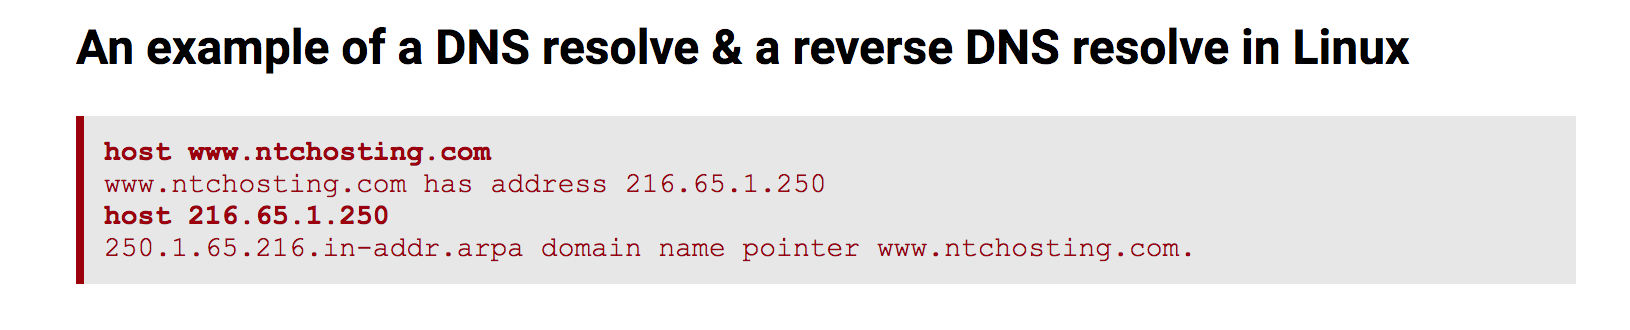 An example of a DNS resolve & a reverse DNS resolve in Linux
host www.ntchosting.com
www.ntchosting.com has address 216.65.1.250
host 216.65.1.250
250.1.65.216.in-addr.arpa domain name pointer www.ntchosting.com.